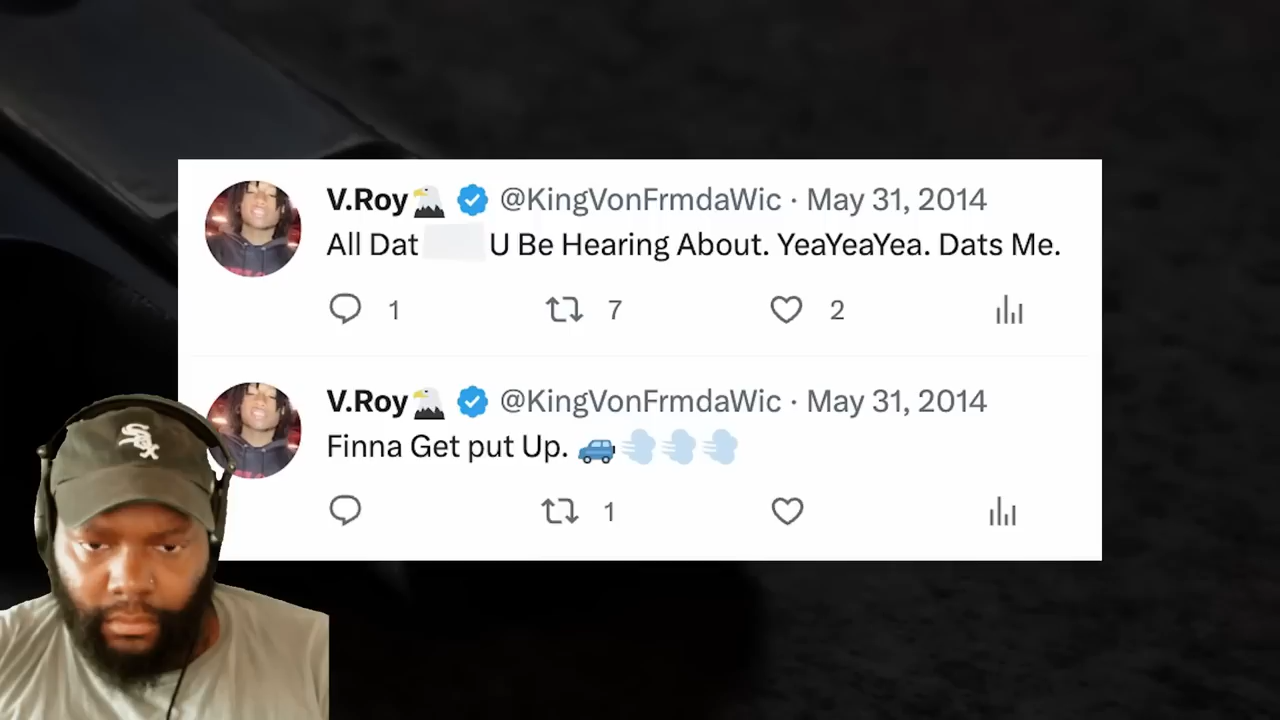 V.Roy🦅 @KingVonFrmdaWic · May 31, 2014
All Dat U Be Hearing About. YeaYeaYea. Dats Me.
1 7 2
V.Roy🦅 @KingVonFrmdaWic · May 31, 2014
Finna Get put Up. 🚙💨💨💨
1
Sox